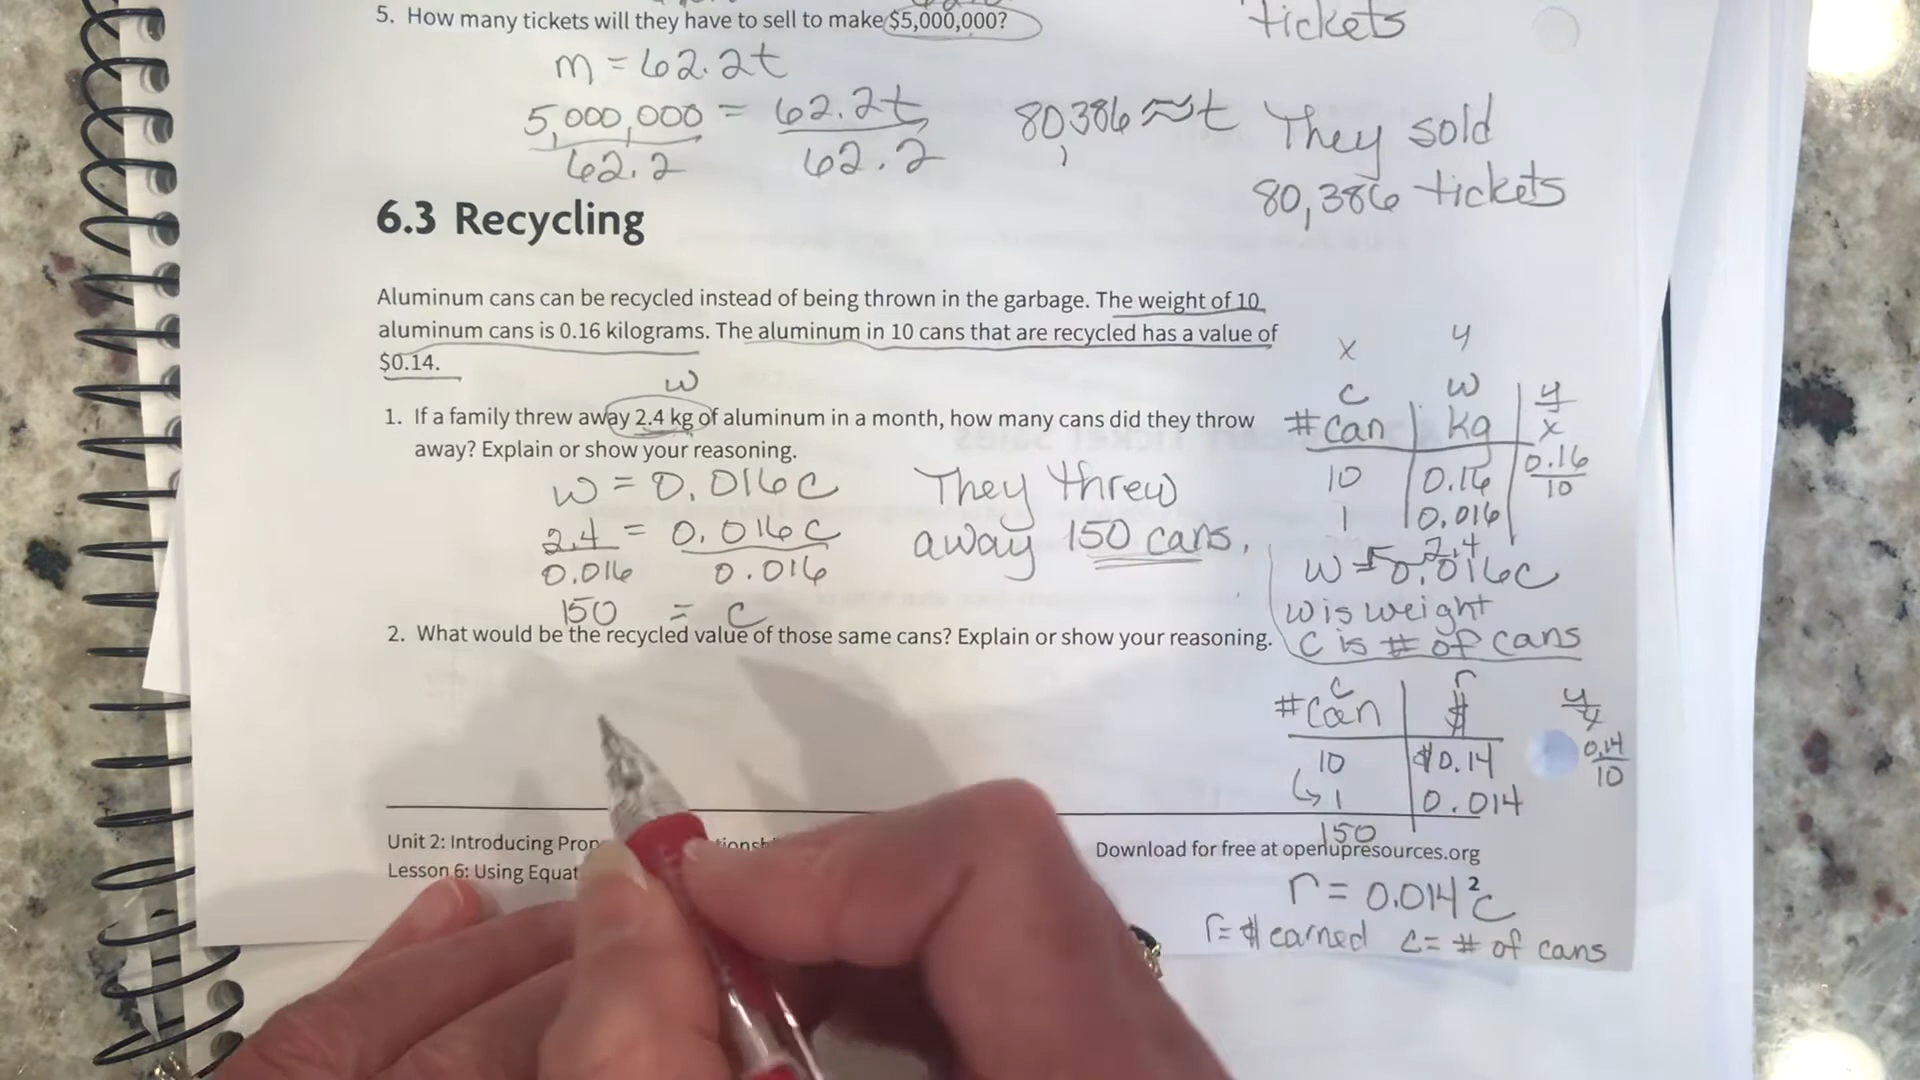 5. How many tickets will they have to sell to make $5,000,000?
tickets
m = 62.2t
5,000,000 = 62.2t
62.2 62.2
80,386 ≈ t
They sold
80,386 tickets
6.3 Recycling
Aluminum cans can be recycled instead of being thrown in the garbage. The weight of 10
aluminum cans is 0.16 kilograms. The aluminum in 10 cans that are recycled has a value of
$0.14.
w
1. If a family threw away 2.4 kg of aluminum in a month, how many cans did they throw
away? Explain or show your reasoning.
w = 0.016c
2.4 = 0.016c
0.016 0.016
150 = c
They threw
away 150 cans.
x y
c w y
#can kg x
10 0.16 0.16
10
1 0.016
2.4
w = 0.016c
w is weight
c is # of cans
2. What would be the recycled value of those same cans? Explain or show your reasoning.
c r
#can $ y
x
10 $0.14 0.14
10
1 0.014
150
r = 0.014c
r = $ earned c = # of cans
Unit 2: Introducing
Lesson 6: Using
Download for free at openupresources.org
2